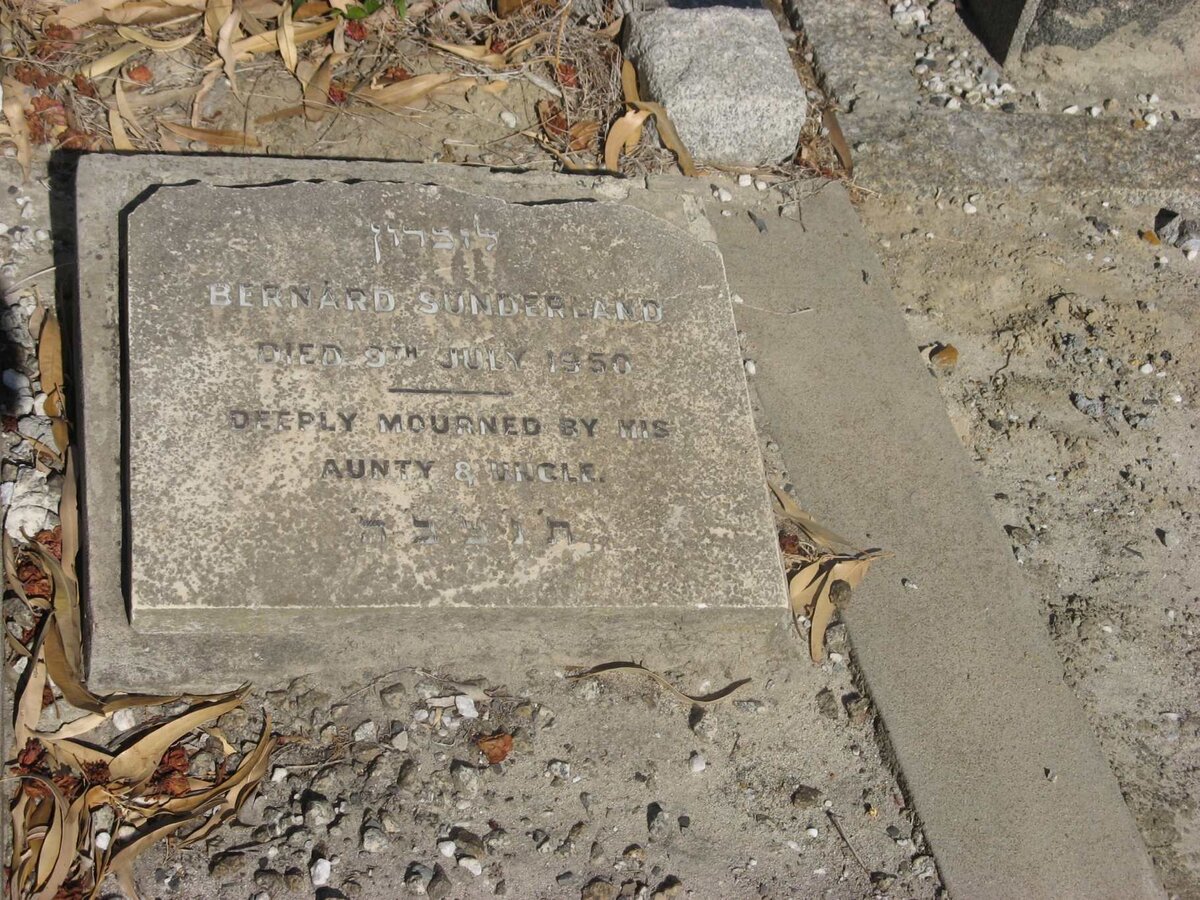 לזכרון
BERNARD SUNDERLAND
DIED 9TH JULY 1950
DEEPLY MOURNED BY HIS
AUNTY & UNCLE.
ת נ צ ב ה